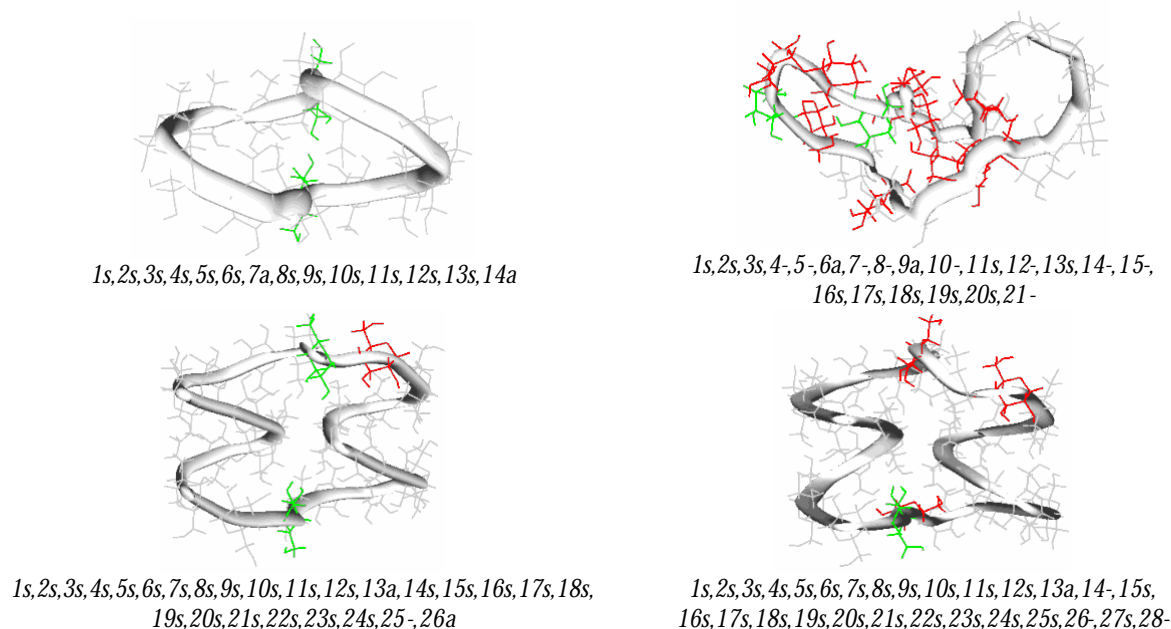 1s,2s,3s,4s,5s,6s,7a,8s,9s,10s,11s,12s,13s,14a
1s,2s,3s,4-,5-,6a,7-,8-,9a,10-,11s,12-,13s,14-,15-,
16s,17s,18s,19s,20s,21-
1s,2s,3s,4s,5s,6s,7s,8s,9s,10s,11s,12s,13a,14s,15s,16s,17s,18s,
19s,20s,21s,22s,23s,24s,25-,26a
1s,2s,3s,4s,5s,6s,7s,8s,9s,10s,11s,12s,13a,14-,15s,
16s,17s,18s,19s,20s,21s,22s,23s,24s,25s,26-,27s,28-